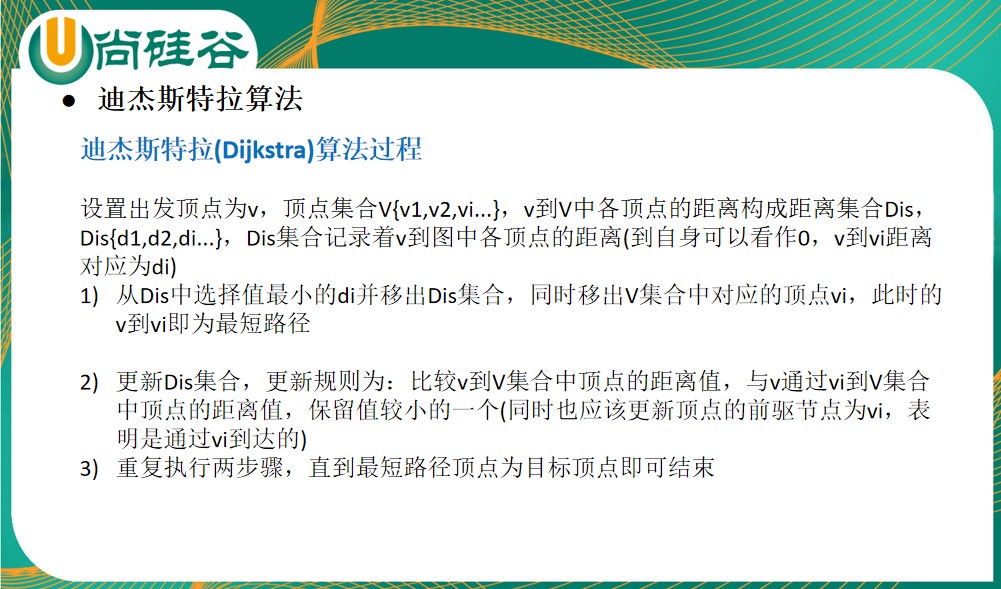 尚硅谷
● 迪杰斯特拉算法
迪杰斯特拉(Dijkstra)算法过程
设置出发顶点为v，顶点集合V{v1,v2,vi...}，v到V中各顶点的距离构成距离集合Dis，
Dis{d1,d2,di...}，Dis集合记录着v到图中各顶点的距离(到自身可以看作0，v到vi距离
对应为di)
1) 从Dis中选择值最小的di并移出Dis集合，同时移出V集合中对应的顶点vi，此时的
v到vi即为最短路径
2) 更新Dis集合，更新规则为：比较v到V集合中顶点的距离值，与v通过vi到V集合
中顶点的距离值，保留值较小的一个(同时也应该更新顶点的前驱节点为vi，表
明是通过vi到达的)
3) 重复执行两步骤，直到最短路径顶点为目标顶点即可结束